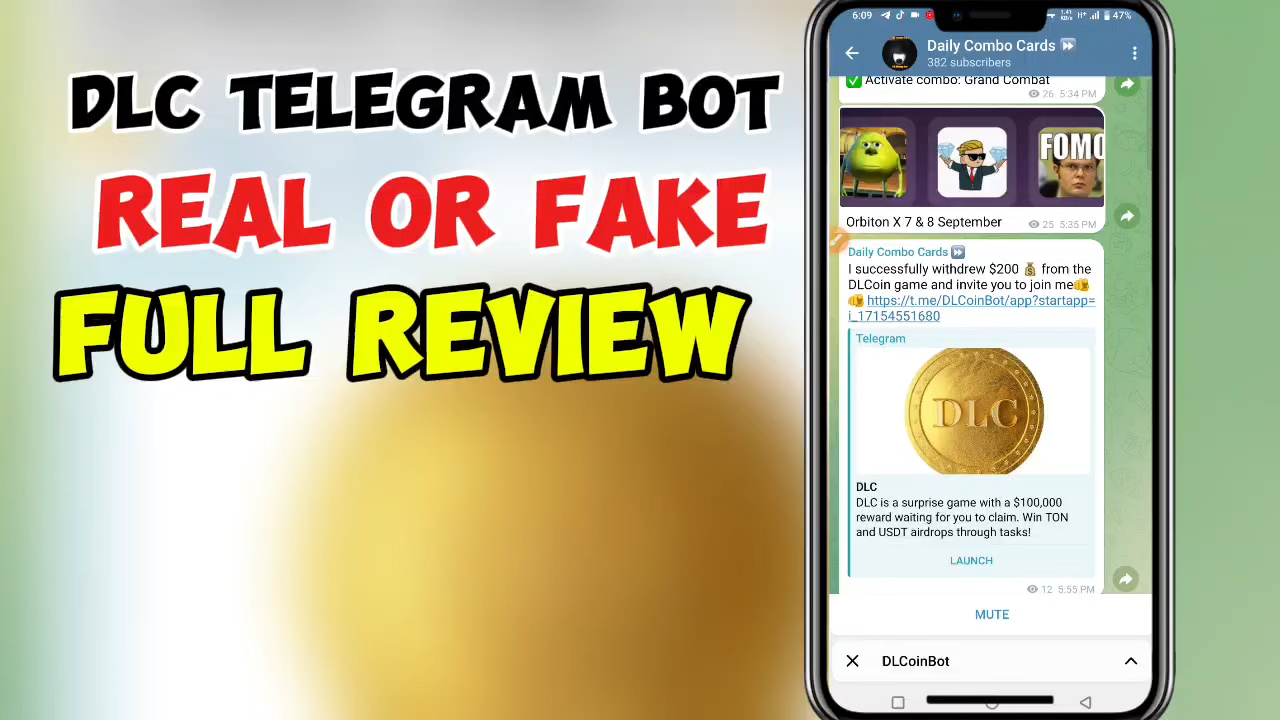 DLC TELEGRAM BOT
REAL OR FAKE
FULL REVIEW
6:09
1.41
KB/s
H+
47%
Daily Combo Cards
382 subscribers
Activate combo: Grand Combat
26 5:34 PM
FOMO
Orbiton X 7 & 8 September
25 5:35 PM
Daily Combo Cards
I successfully withdrew $200 💰 from the
DLCoin game and invite you to join me
https://t.me/DLCoinBot/app?startapp=
i_17154551680
Telegram
DLC
DLC
DLC is a surprise game with a $100,000
reward waiting for you to claim. Win TON
and USDT airdrops through tasks!
LAUNCH
12 5:55 PM
MUTE
DLCoinBot